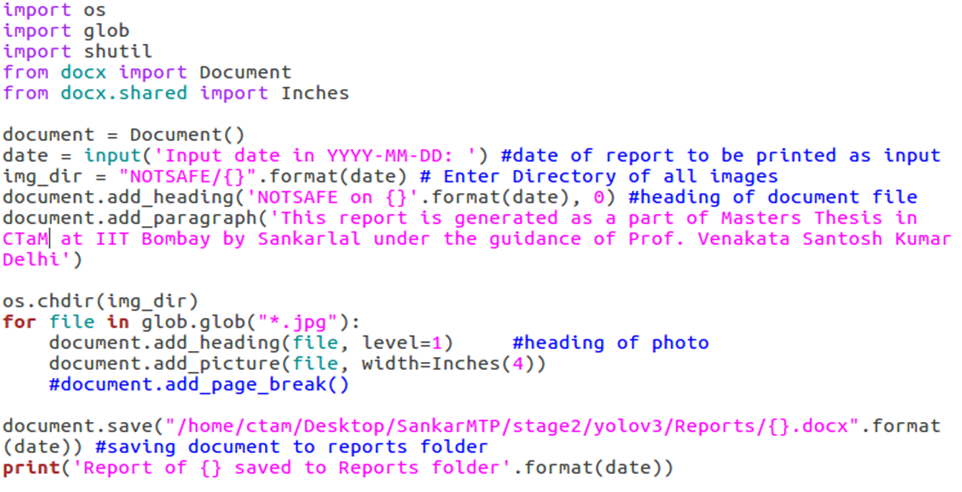 import os
import glob
import shutil
from docx import Document
from docx.shared import Inches

document = Document()
date = input('Input date in YYYY-MM-DD: ') #date of report to be printed as input
img_dir = "NOTSAFE/{}".format(date) # Enter Directory of all images
document.add_heading('NOTSAFE on {}'.format(date), 0) #heading of document file
document.add_paragraph('This report is generated as a part of Masters Thesis in
CTaM at IIT Bombay by Sankarlal under the guidance of Prof. Venakata Santosh Kumar
Delhi')

os.chdir(img_dir)
for file in glob.glob("*.jpg"):
    document.add_heading(file, level=1)     #heading of photo
    document.add_picture(file, width=Inches(4))
    #document.add_page_break()

document.save("/home/ctam/Desktop/SankarMTP/stage2/yolov3/Reports/{}.docx".format
(date)) #saving document to reports folder
print('Report of {} saved to Reports folder'.format(date))